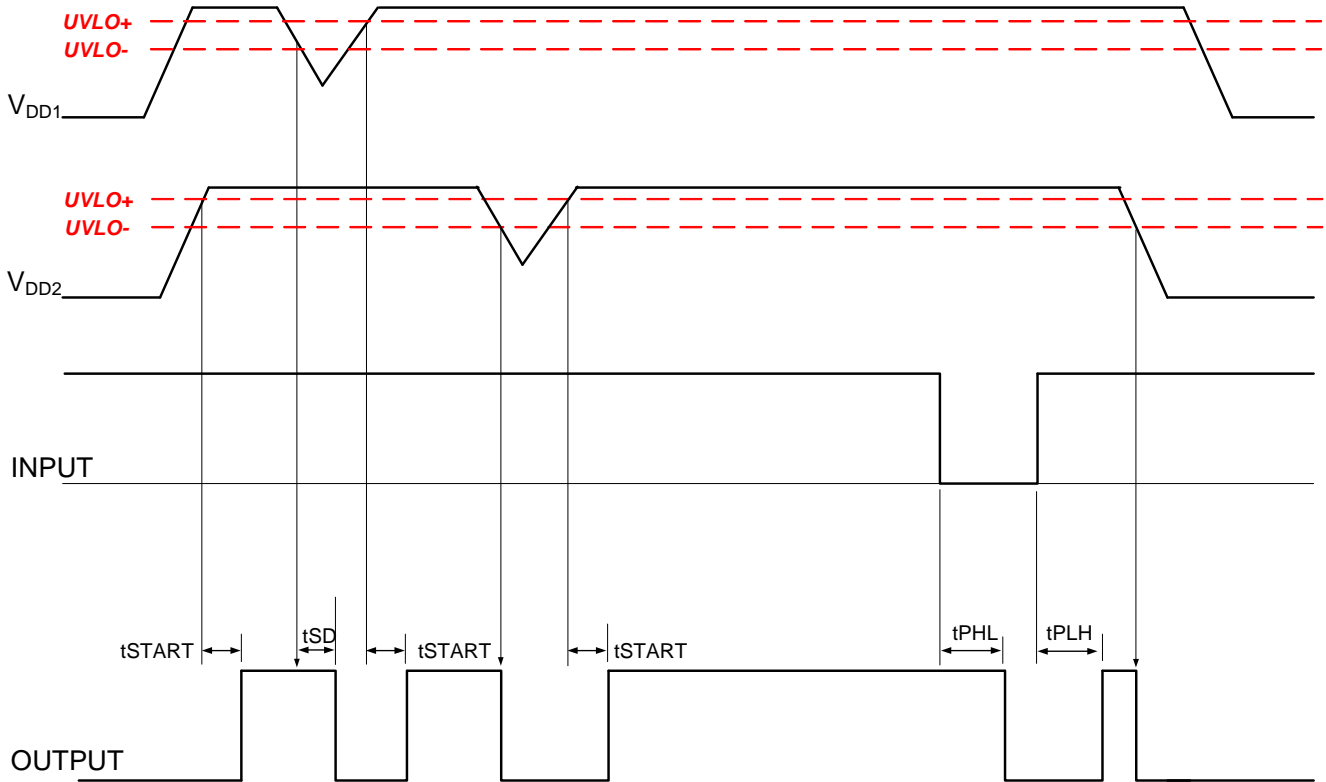 UVLO+
UVLO-
VDD1
UVLO+
UVLO-
VDD2
INPUT
tSTART
tSD
tSTART
tSTART
tPHL
tPLH
OUTPUT